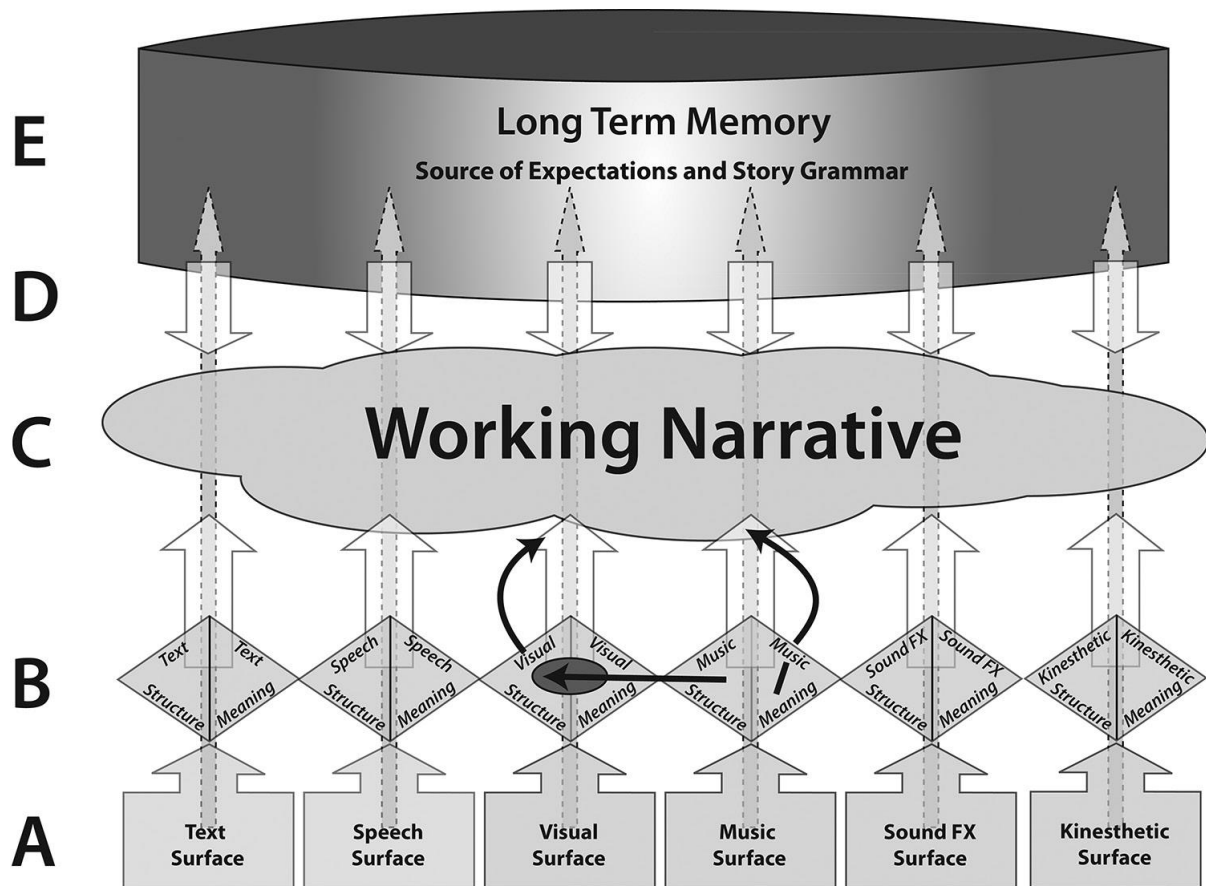 E
Long Term Memory
Source of Expectations and Story Grammar
D
C
Working Narrative
B
Text
Text
Structure
Meaning
Speech
Speech
Structure
Meaning
Visual
Visual
Structure
Meaning
Music
Music
Structure
Meaning
Sound FX
Sound FX
Structure
Meaning
Kinesthetic
Kinesthetic
Structure
Meaning
A
Text
Surface
Speech
Surface
Visual
Surface
Music
Surface
Sound FX
Surface
Kinesthetic
Surface